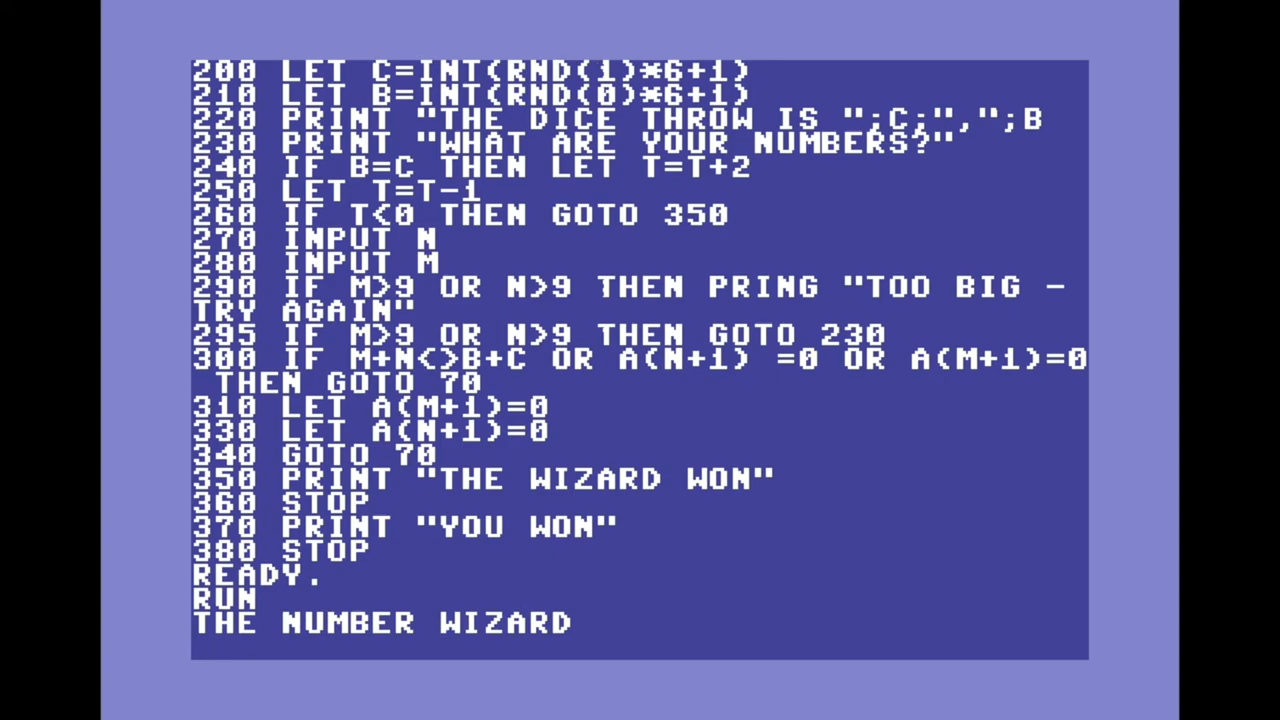 200 LET C=INT(RND(1)*6+1)
210 LET B=INT(RND(0)*6+1)
220 PRINT "THE DICE THROW IS ";C;",";B
230 PRINT "WHAT ARE YOUR NUMBERS?"
240 IF B=C THEN LET T=T+2
250 LET T=T-1
260 IF T<0 THEN GOTO 350
270 INPUT N
280 INPUT M
290 IF M>9 OR N>9 THEN PRING "TOO BIG -
TRY AGAIN"
295 IF M>9 OR N>9 THEN GOTO 230
300 IF M+N<>B+C OR A(N+1) =0 OR A(M+1)=0
THEN GOTO 70
310 LET A(M+1)=0
330 LET A(N+1)=0
340 GOTO 70
350 PRINT "THE WIZARD WON"
360 STOP
370 PRINT "YOU WON"
380 STOP
READY.
RUN
THE NUMBER WIZARD